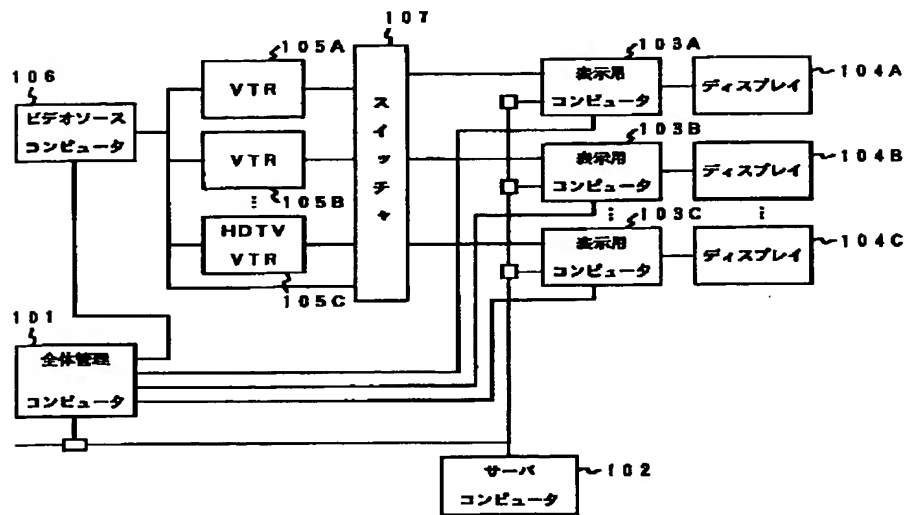 107
105A
103A
106
VTR
スイッチャ
表示用
コンピュータ
ディスプレイ
104A
ビデオソース
コンピュータ
103B
VTR
表示用
コンピュータ
ディスプレイ
104B
105B
103C
HDTV
VTR
表示用
コンピュータ
ディスプレイ
104C
105C
101
全体管理
コンピュータ
サーバ
コンピュータ
102